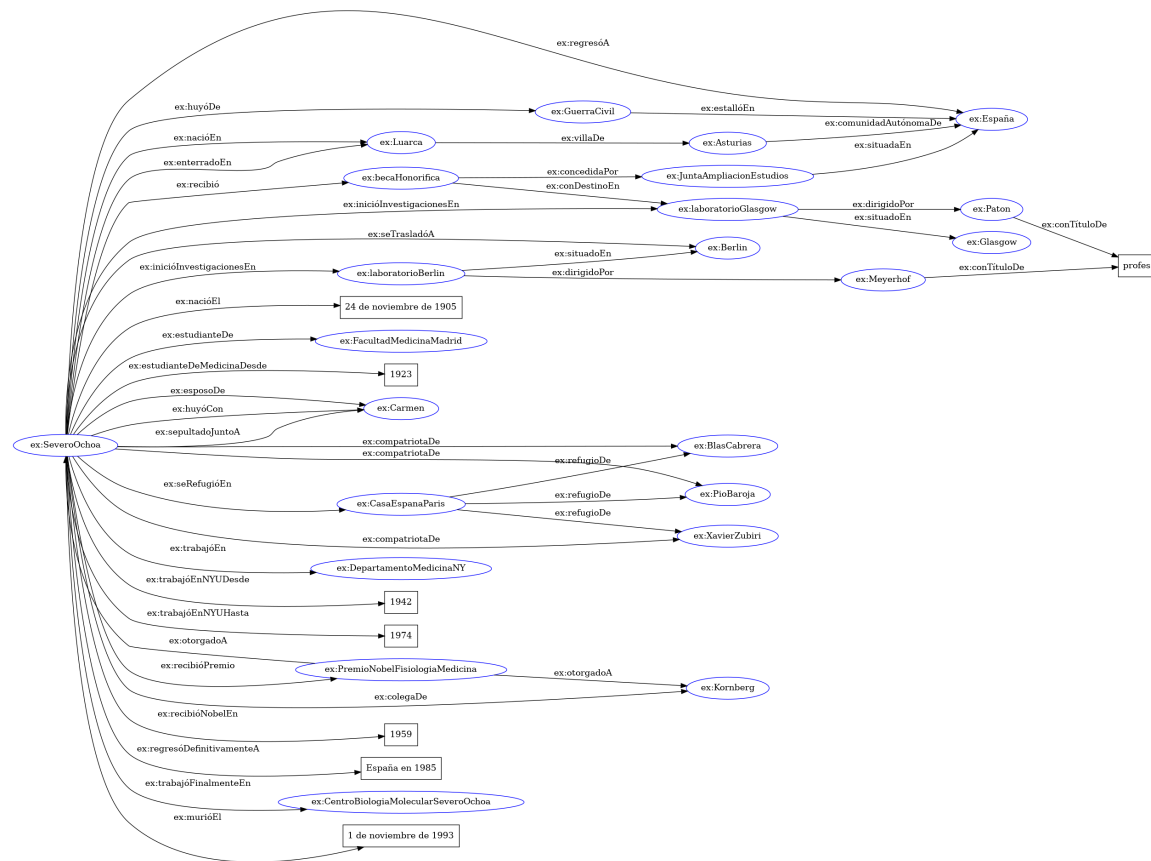 ex:regresóA
ex:huyóDe
ex:GuerraCivil
ex:estallóEn
ex:España
ex:nacióEn
ex:Luarca
ex:villaDe
ex:Asturias
ex:comunidadAutónomaDe
ex:enterradoEn
ex:situadaEn
ex:recibió
ex:becaHonorifica
ex:concedidaPor
ex:JuntaAmpliacionEstudios
ex:conDestinoEn
ex:inicióInvestigacionesEn
ex:laboratorioGlasgow
ex:dirigidoPor
ex:Paton
ex:situadoEn
ex:Glasgow
ex:conTítuloDe
ex:seTrasladóA
ex:Berlin
ex:situadoEn
ex:inicióInvestigacionesEn
ex:laboratorioBerlin
ex:dirigidoPor
ex:Meyerhof
ex:conTítuloDe
profes
ex:nacióEl
24 de noviembre de 1905
ex:estudianteDe
ex:FacultadMedicinaMadrid
ex:estudianteDeMedicinaDesde
1923
ex:esposoDe
ex:huyóCon
ex:Carmen
ex:sepultadoJuntoA
ex:SeveroOchoa
ex:compatriotaDe
ex:BlasCabrera
ex:compatriotaDe
ex:refugioDe
ex:seRefugióEn
ex:CasaEspanaParis
ex:refugioDe
ex:PioBaroja
ex:refugioDe
ex:compatriotaDe
ex:XavierZubiri
ex:trabajóEn
ex:DepartamentoMedicinaNY
ex:trabajóEnNYUDesde
1942
ex:trabajóEnNYUHasta
1974
ex:otorgadoA
ex:recibióPremio
ex:PremioNobelFisiologiaMedicina
ex:otorgadoA
ex:Kornberg
ex:colegaDe
ex:recibióNobelEn
1959
ex:regresóDefinitivamenteA
España en 1985
ex:trabajóFinalmenteEn
ex:CentroBiologiaMolecularSeveroOchoa
ex:murióEl
1 de noviembre de 1993